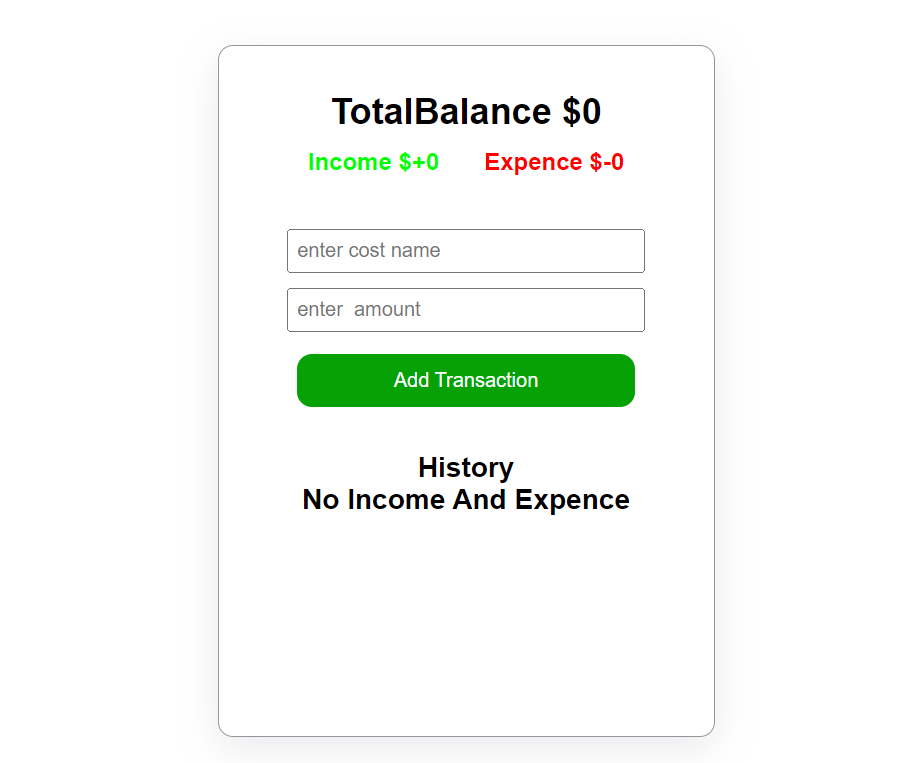 TotalBalance $0
Income $+0 Expence $-0
enter cost name
enter  amount
Add Transaction
History
No Income And Expence